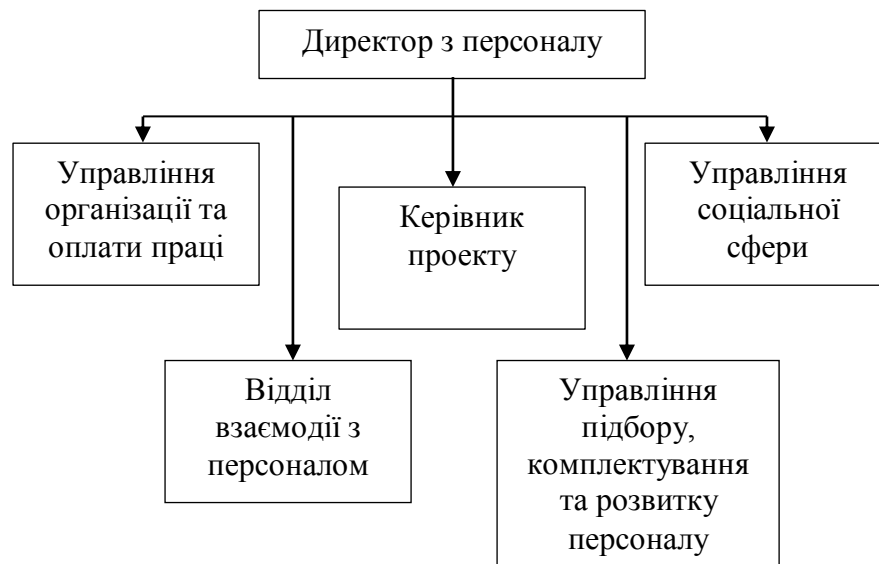 Директор з персоналу
Управління
організації та
оплати праці
Керівник
проекту
Управління
соціальної
сфери
Відділ
взаємодії з
персоналом
Управління
підбору,
комплектування
та розвитку
персоналу